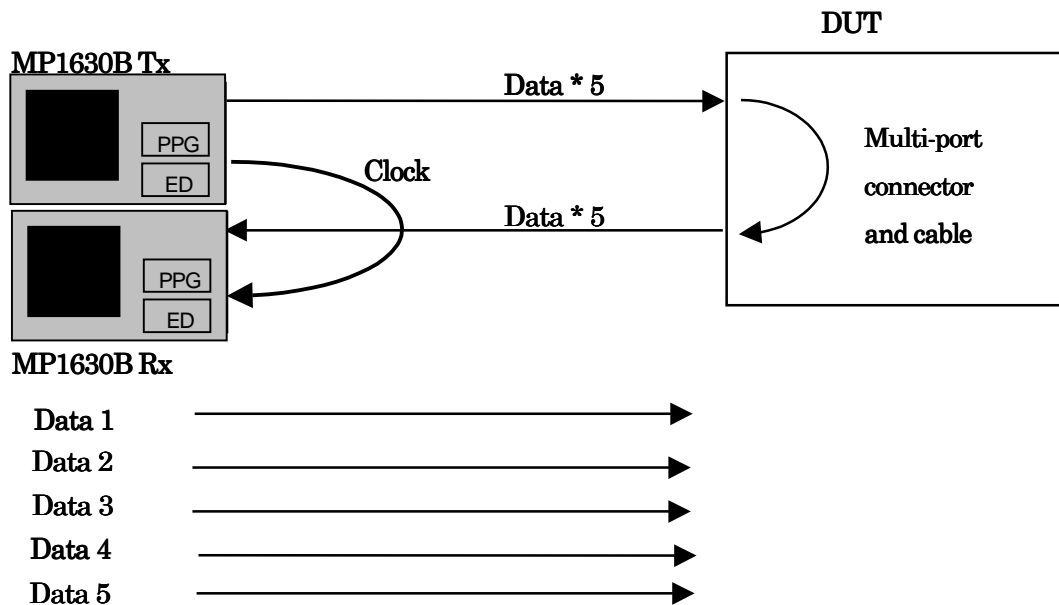 DUT
MP1630B Tx
PPG
ED
Data * 5
Clock
Data * 5
Multi-port
connector
and cable
PPG
ED
MP1630B Rx
Data 1
Data 2
Data 3
Data 4
Data 5